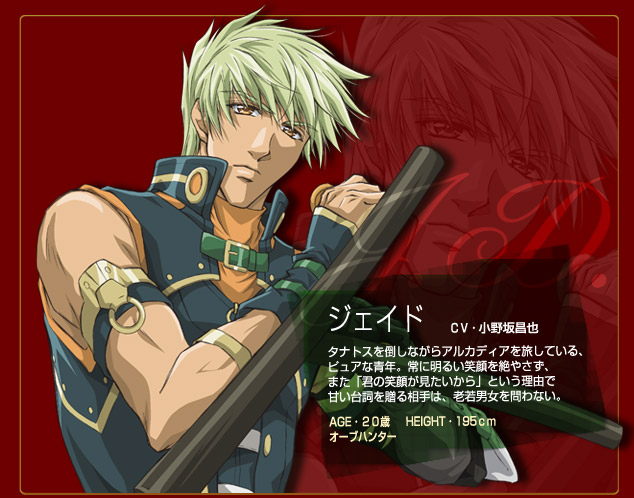 J.D.
ジェイド CV・小野坂昌也
タナトスを倒しながらアルカディアを旅している、
ピュアな青年。常に明るい笑顔を絶やさず、
また「君の笑顔が見たいから」という理由で
甘い台詞を贈る相手は、老若男女を問わない。
AGE・20歳 HEIGHT・195cm
オーブハンター